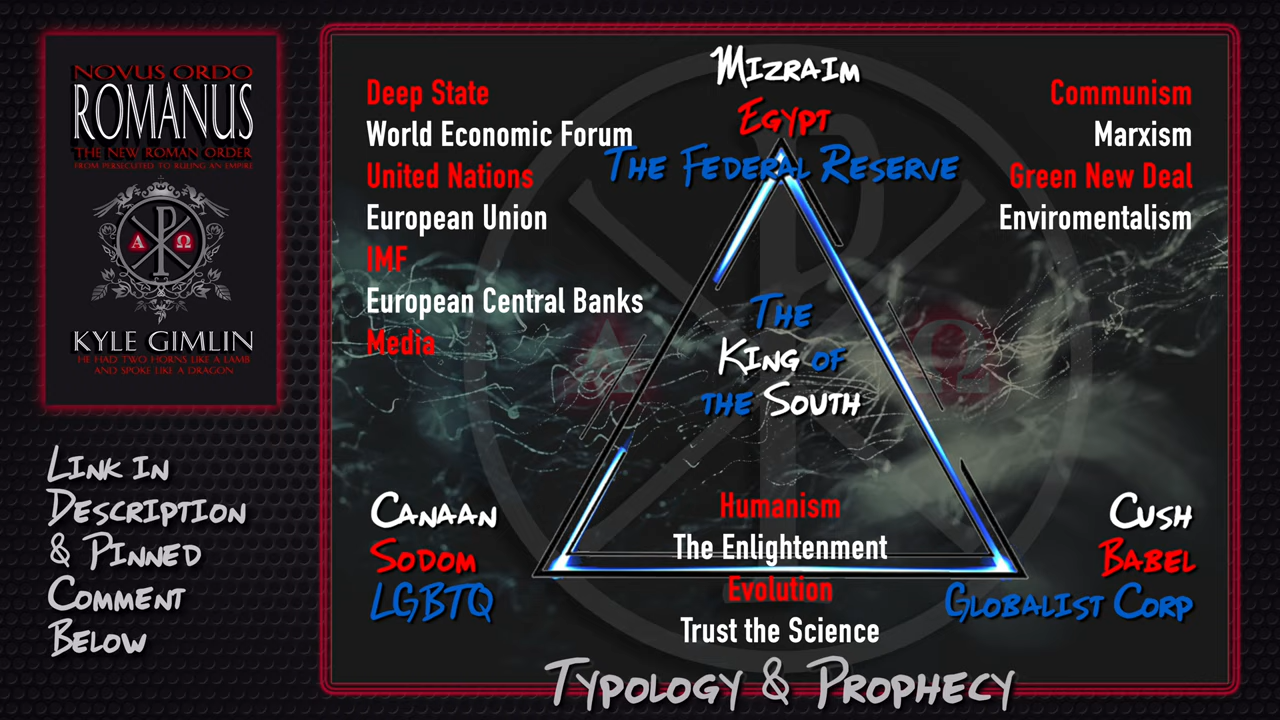 NOVUS ORDO
ROMANUS
THE NEW ROMAN ORDER
FROM PERSECUTED TO RULING AN EMPIRE
Α Ω
KYLE GIMLIN
HE HAD TWO HORNS LIKE A LAMB
AND SPOKE LIKE A DRAGON
Link in
Description
& Pinned
Comment
Below
Mizraim
Egypt
The Federal Reserve
Deep State
World Economic Forum
United Nations
European Union
IMF
European Central Banks
Media
Communism
Marxism
Green New Deal
Enviromentalism
The
King of
the South
Α Ω
Canaan
Sodom
LGBTQ
Humanism
The Enlightenment
Evolution
Trust the Science
Cush
Babel
Globalist Corp
Typology & Prophecy